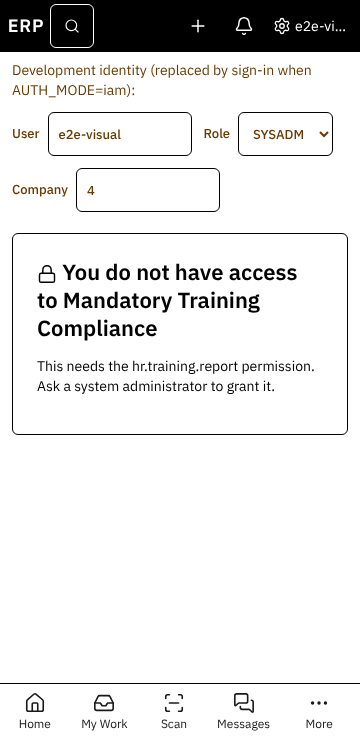 ERP e2e-vi...
Development identity (replaced by sign-in when
AUTH_MODE=iam):
User e2e-visual Role SYSADM
Company 4
You do not have access
to Mandatory Training
Compliance
This needs the hr.training.report permission.
Ask a system administrator to grant it.
Home My Work Scan Messages More